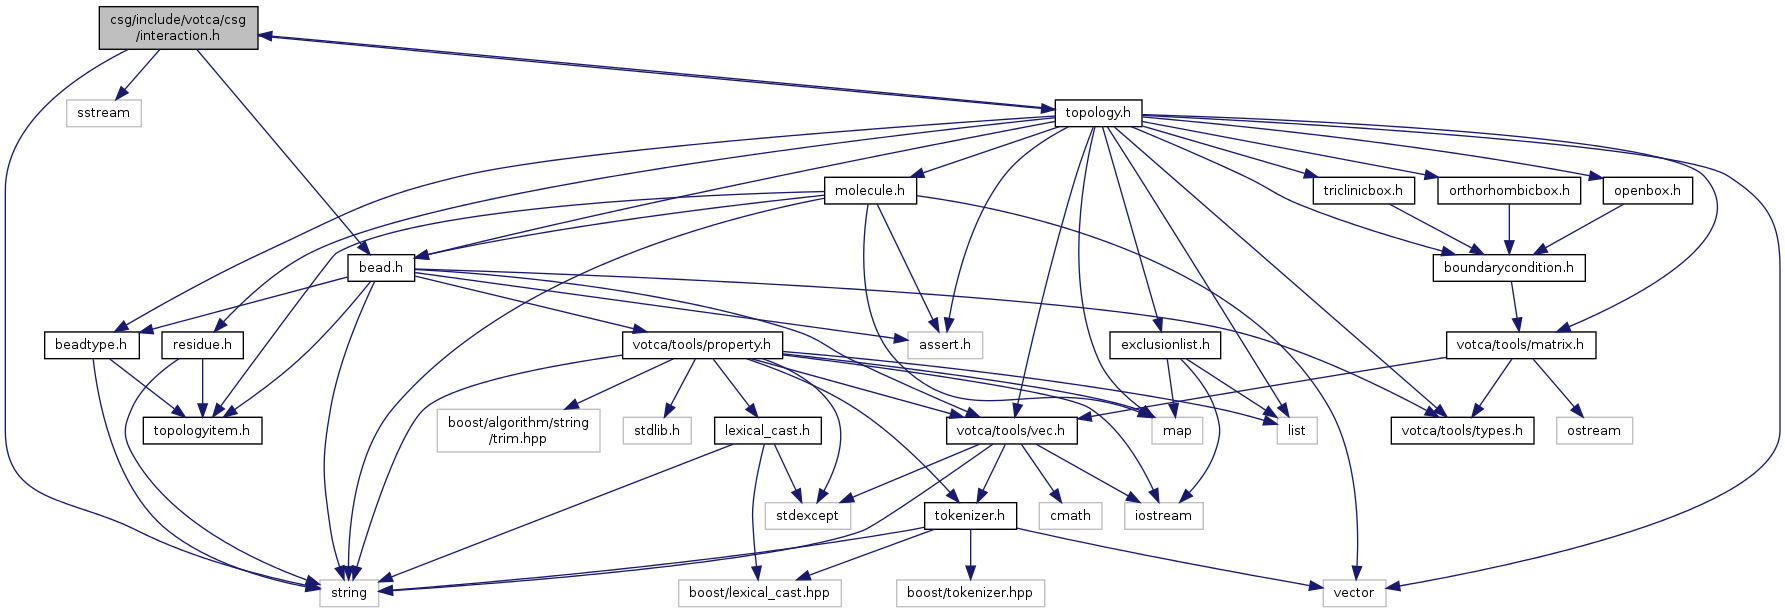 csg/include/votca/csg
/interaction.h
sstream
topology.h
molecule.h
triclinicbox.h
orthorhombicbox.h
openbox.h
bead.h
boundarycondition.h
beadtype.h
residue.h
votca/tools/property.h
assert.h
exclusionlist.h
votca/tools/matrix.h
topologyitem.h
boost/algorithm/string
/trim.hpp
stdlib.h
lexical_cast.h
votca/tools/vec.h
map
list
votca/tools/types.h
ostream
stdexcept
tokenizer.h
cmath
iostream
string
boost/lexical_cast.hpp
boost/tokenizer.hpp
vector